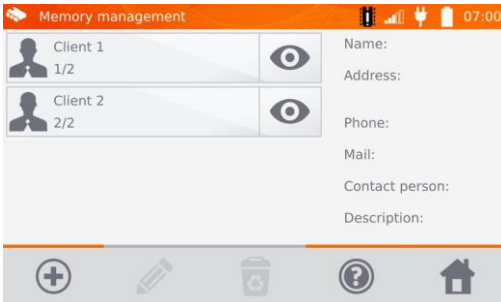 Memory management
07:00
Client 1
1/2
Client 2
2/2
Name:
Address:
Phone:
Mail:
Contact person:
Description:
?